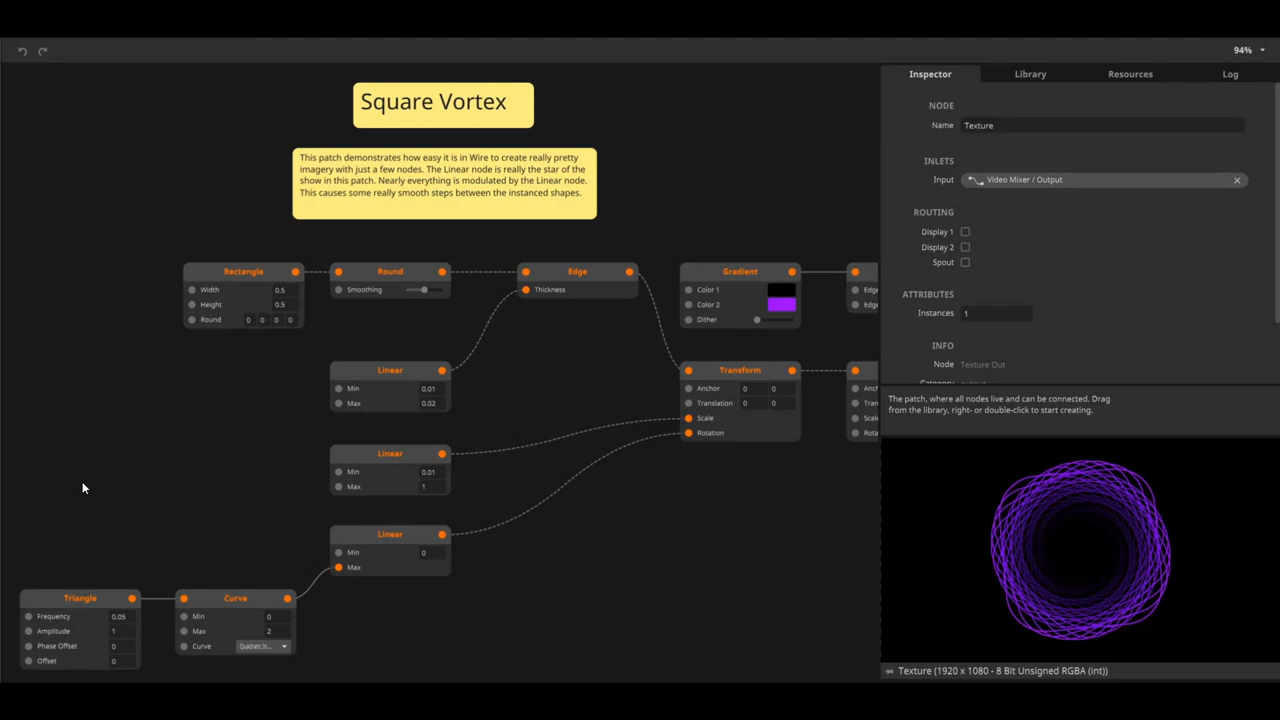 94%
Inspector
Library
Resources
Log
Square Vortex
This patch demonstrates how easy it is in Wire to create really pretty
imagery with just a few nodes. The Linear node is really the star of the
show in this patch. Nearly everything is modulated by the Linear node.
This causes some really smooth steps between the instanced shapes.
Rectangle
Width 0.5
Height 0.5
Round 0 0 0 0
Round
Smoothing
Edge
Thickness
Gradient
Color 1
Color 2
Dither
Linear
Min 0.01
Max 0.02
Transform
Anchor 0 0
Translation 0 0
Scale
Rotation
Linear
Min 0.01
Max 1
Linear
Min 0
Max
Triangle
Frequency 0.05
Amplitude 1
Phase Offset 0
Offset 0
Curve
Min 0
Max 2
Curve Quadratic In...
Edge
Edge
Anch
Tran
Scale
Rota
NODE
Name Texture
INLETS
Input Video Mixer / Output
ROUTING
Display 1
Display 2
Spout
ATTRIBUTES
Instances 1
INFO
Node Texture Out
The patch, where all nodes live and can be connected. Drag
from the library, right- or double-click to start creating.
Texture (1920 x 1080 - 8 Bit Unsigned RGBA (int))